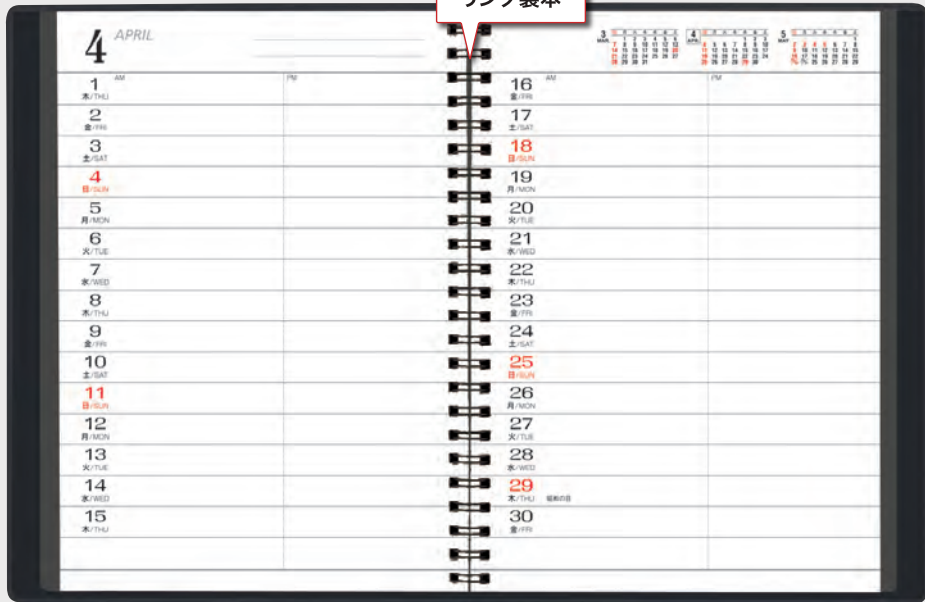 リング製本
4 APRIL
AM PM
1
木/THU
2
金/FRI
3
土/SAT
4
日/SUN
5
月/MON
6
火/TUE
7
水/WED
8
木/THU
9
金/FRI
10
土/SAT
11
日/SUN
12
月/MON
13
火/TUE
14
水/WED
15
木/THU
3 4 5
AM PM
16
金/FRI
17
土/SAT
18
日/SUN
19
月/MON
20
火/TUE
21
水/WED
22
木/THU
23
金/FRI
24
土/SAT
25
日/SUN
26
月/MON
27
火/TUE
28
水/WED
29
木/THU 昭和の日
30
金/FRI